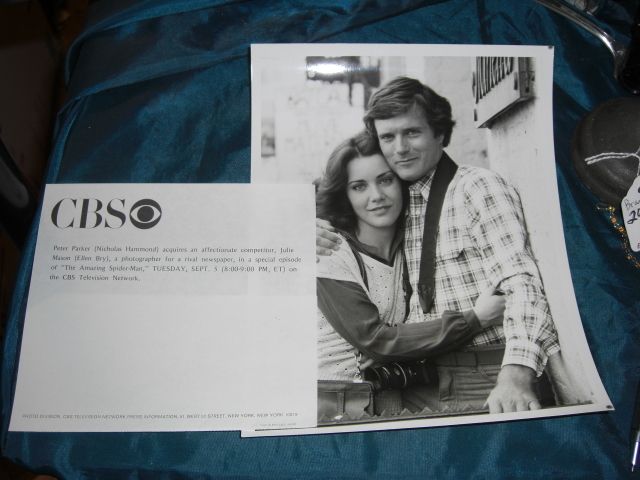 CBS
Peter Parker (Nicholas Hammond) acquires an affectionate competitor, Julie
Mason (Ellen Bry), a photographer for a rival newspaper, in a special episode
of "The Amazing Spider-Man," TUESDAY, SEPT. 5 (8:00-9:00 PM, ET) on
the CBS Television Network.
PHOTO DIVISION, CBS TELEVISION NETWORK PRESS INFORMATION, 51 WEST 52 STREET, NEW YORK, NEW YORK 10019